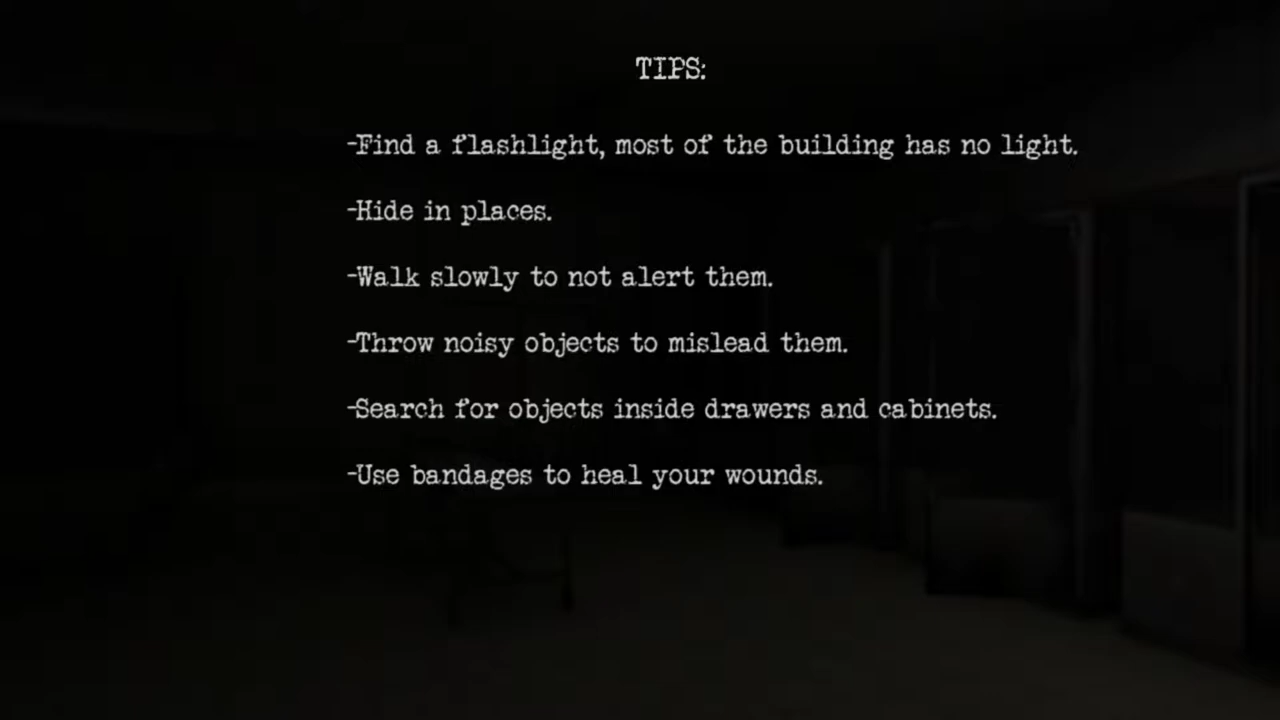 TIPS:
-Find a flashlight, most of the building has no light.
-Hide in places.
-Walk slowly to not alert them.
-Throw noisy objects to mislead them.
-Search for objects inside drawers and cabinets.
-Use bandages to heal your wounds.